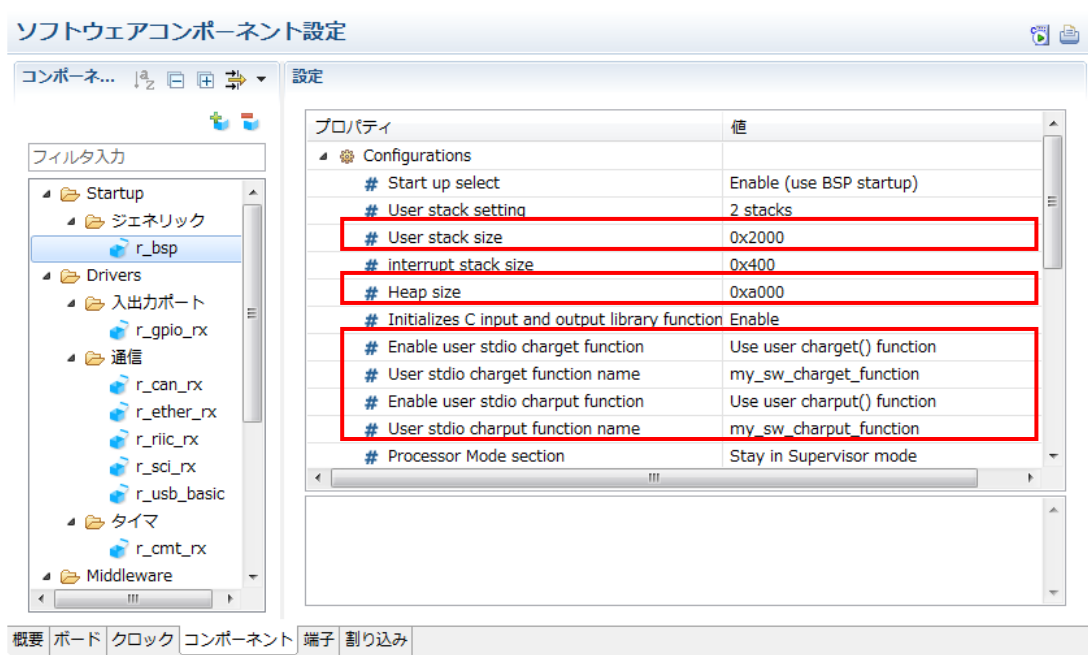 ソフトウェアコンポーネント設定
コンポーネ...
設定
フィルタ入力
Startup
ジェネリック
r_bsp
Drivers
入出力ポート
r_gpio_rx
通信
r_can_rx
r_ether_rx
r_riic_rx
r_sci_rx
r_usb_basic
タイマ
r_cmt_rx
Middleware
プロパティ 値
Configurations
# Start up select Enable (use BSP startup)
# User stack setting 2 stacks
# User stack size 0x2000
# interrupt stack size 0x400
# Heap size 0xa000
# Initializes C input and output library function Enable
# Enable user stdio charget function Use user charget() function
# User stdio charget function name my_sw_charget_function
# Enable user stdio charput function Use user charput() function
# User stdio charput function name my_sw_charput_function
# Processor Mode section Stay in Supervisor mode
概要 ボード クロック コンポーネント 端子 割り込み